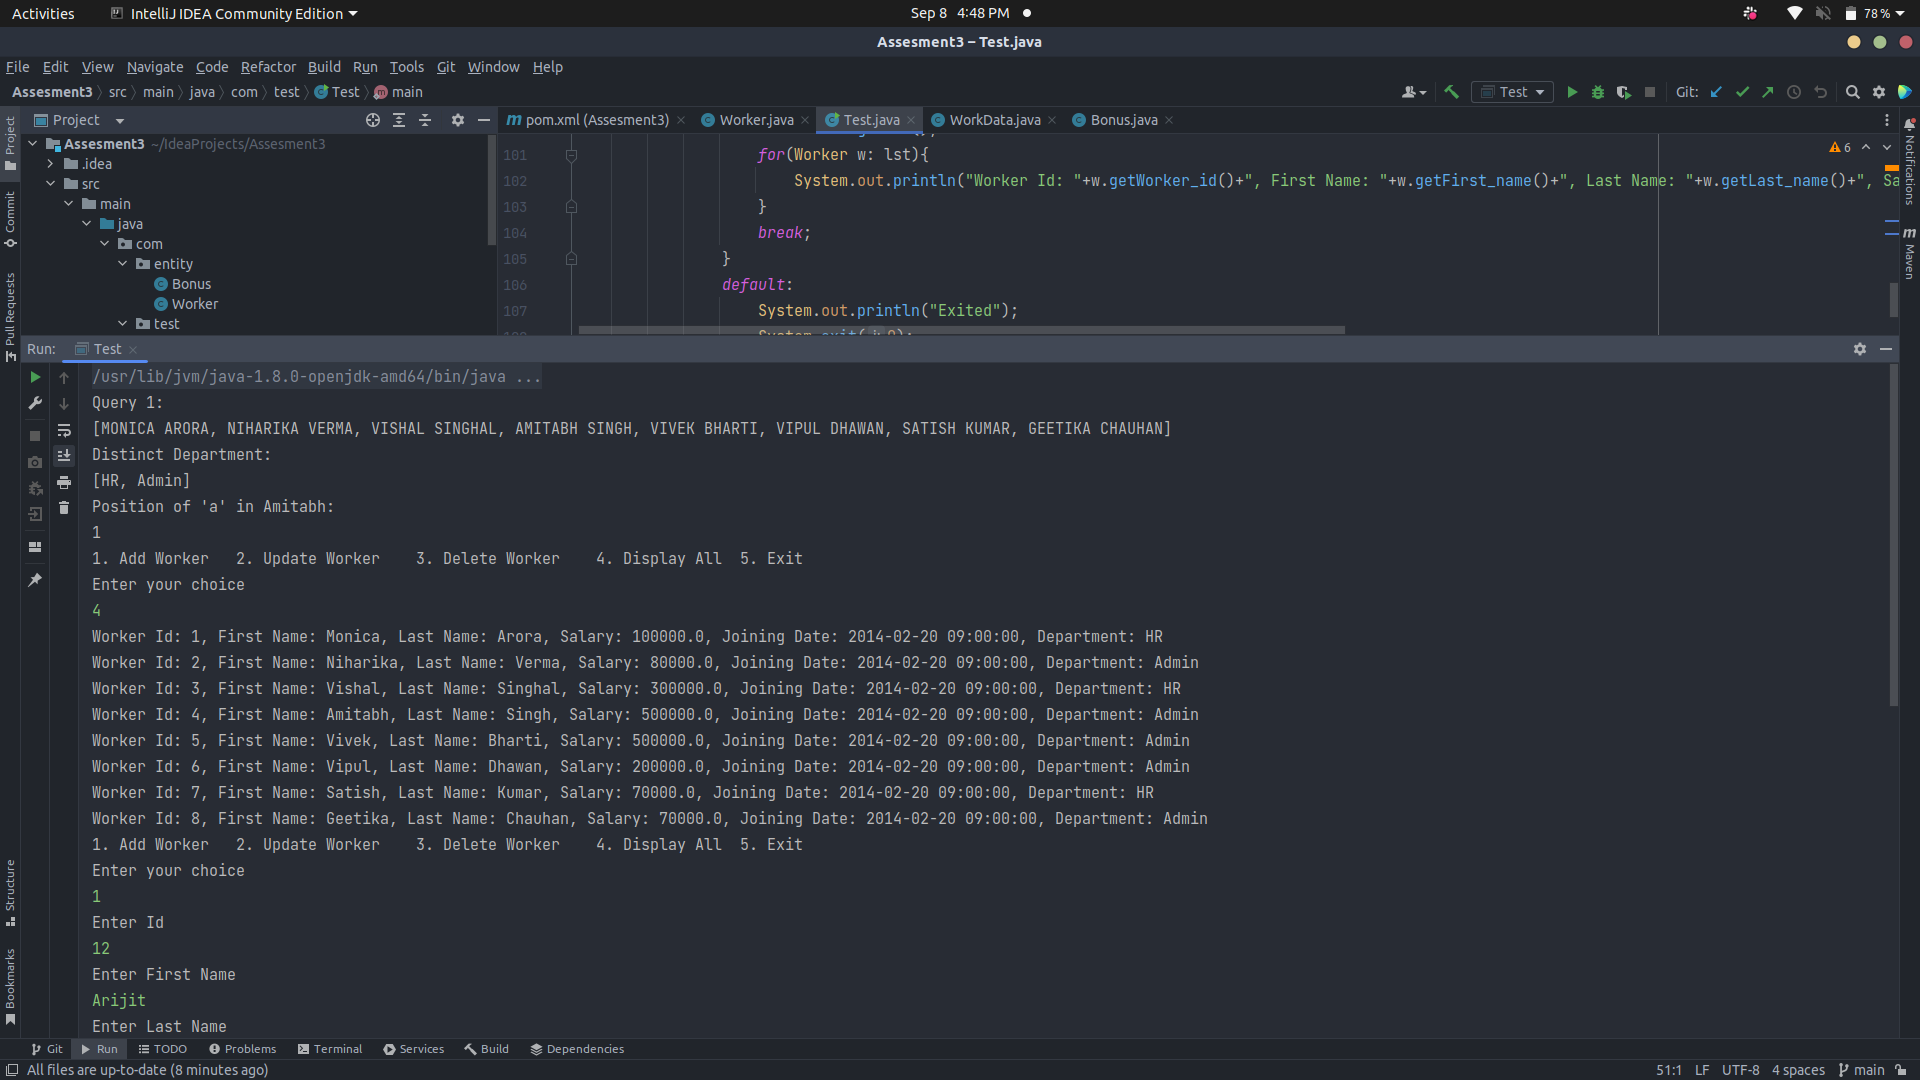 Activities IntelliJ IDEA Community Edition Sep 8 4:48 PM 78 %
Assesment3 – Test.java
File Edit View Navigate Code Refactor Build Run Tools Git Window Help
Assesment3 src main java com test Test main Test Git:
Project pom.xml (Assesment3) Worker.java Test.java WorkData.java Bonus.java
Assesment3 ~/IdeaProjects/Assesment3
.idea
src
main
java
com
entity
Bonus
Worker
test
101 for(Worker w: lst){ 6
102 System.out.println("Worker Id: "+w.getWorker_id()+", First Name: "+w.getFirst_name()+", Last Name: "+w.getLast_name()+", Sa
103 }
104 break;
105 }
106 default:
107 System.out.println("Exited");
Project
Commit
Pull Requests
Structure
Bookmarks
Notifications
Maven
Run: Test
/usr/lib/jvm/java-1.8.0-openjdk-amd64/bin/java ...
Query 1:
[MONICA ARORA, NIHARIKA VERMA, VISHAL SINGHAL, AMITABH SINGH, VIVEK BHARTI, VIPUL DHAWAN, SATISH KUMAR, GEETIKA CHAUHAN]
Distinct Department:
[HR, Admin]
Position of 'a' in Amitabh:
1
1. Add Worker 2. Update Worker 3. Delete Worker 4. Display All 5. Exit
Enter your choice
4
Worker Id: 1, First Name: Monica, Last Name: Arora, Salary: 100000.0, Joining Date: 2014-02-20 09:00:00, Department: HR
Worker Id: 2, First Name: Niharika, Last Name: Verma, Salary: 80000.0, Joining Date: 2014-02-20 09:00:00, Department: Admin
Worker Id: 3, First Name: Vishal, Last Name: Singhal, Salary: 300000.0, Joining Date: 2014-02-20 09:00:00, Department: HR
Worker Id: 4, First Name: Amitabh, Last Name: Singh, Salary: 500000.0, Joining Date: 2014-02-20 09:00:00, Department: Admin
Worker Id: 5, First Name: Vivek, Last Name: Bharti, Salary: 500000.0, Joining Date: 2014-02-20 09:00:00, Department: Admin
Worker Id: 6, First Name: Vipul, Last Name: Dhawan, Salary: 200000.0, Joining Date: 2014-02-20 09:00:00, Department: Admin
Worker Id: 7, First Name: Satish, Last Name: Kumar, Salary: 70000.0, Joining Date: 2014-02-20 09:00:00, Department: HR
Worker Id: 8, First Name: Geetika, Last Name: Chauhan, Salary: 70000.0, Joining Date: 2014-02-20 09:00:00, Department: Admin
1. Add Worker 2. Update Worker 3. Delete Worker 4. Display All 5. Exit
Enter your choice
1
Enter Id
12
Enter First Name
Arijit
Enter Last Name
Git Run TODO Problems Terminal Services Build Dependencies
All files are up-to-date (8 minutes ago) 51:1 LF UTF-8 4 spaces main